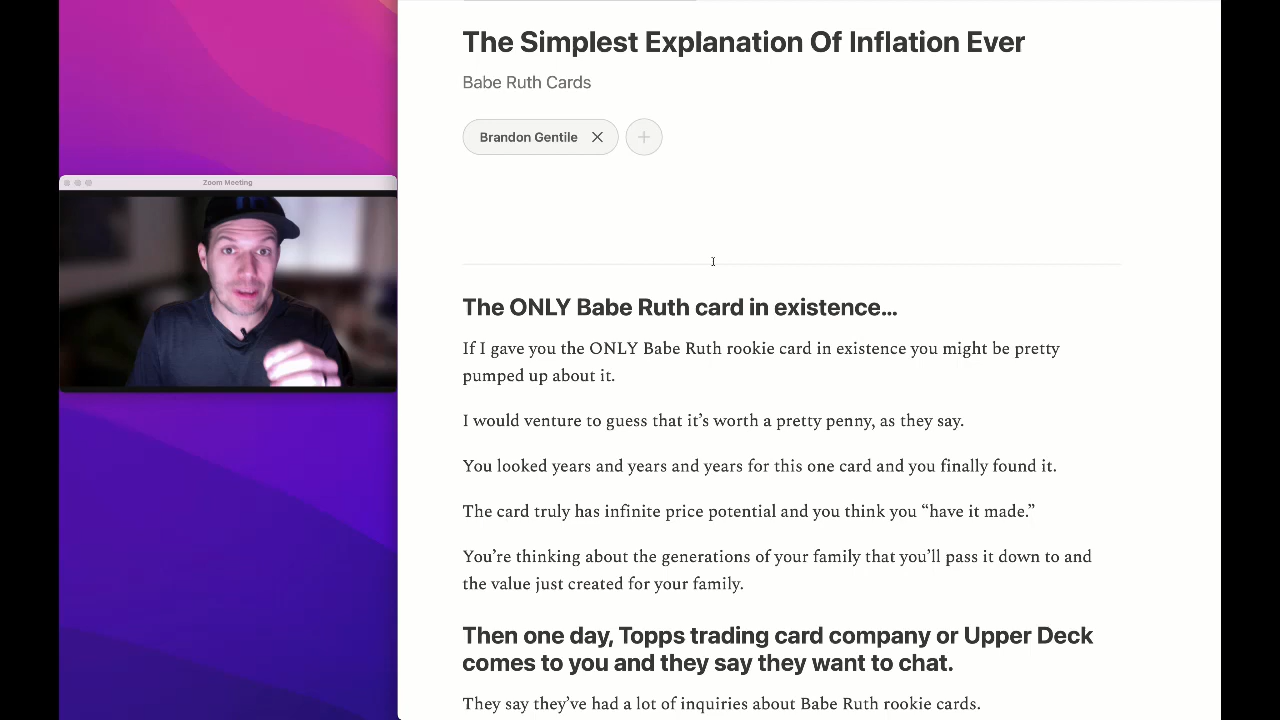 The Simplest Explanation Of Inflation Ever
Babe Ruth Cards
Brandon Gentile
Zoom Meeting
The ONLY Babe Ruth card in existence...
If I gave you the ONLY Babe Ruth rookie card in existence you might be pretty
pumped up about it.
I would venture to guess that it’s worth a pretty penny, as they say.
You looked years and years and years for this one card and you finally found it.
The card truly has infinite price potential and you think you “have it made.”
You’re thinking about the generations of your family that you’ll pass it down to and
the value just created for your family.
Then one day, Topps trading card company or Upper Deck
comes to you and they say they want to chat.
They say they’ve had a lot of inquiries about Babe Ruth rookie cards.